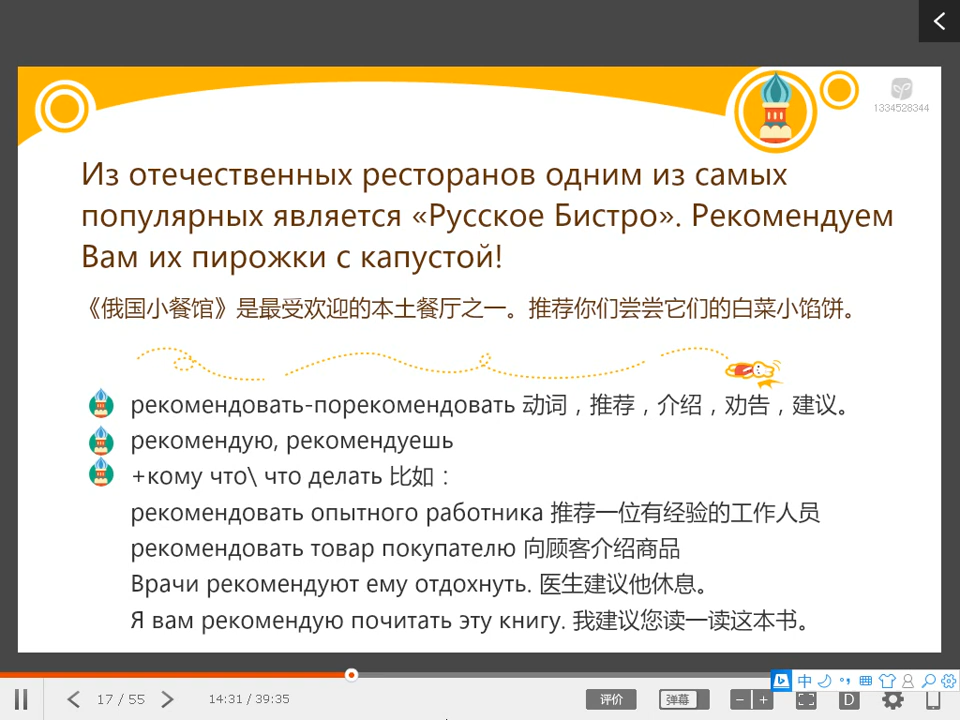 1334528344
Из отечественных ресторанов одним из самых
популярных является «Русское Бистро». Рекомендуем
Вам их пирожки с капустой!
《俄国小餐馆》是最受欢迎的本土餐厅之一。推荐你们尝尝它们的白菜小馅饼。
рекомендовать-порекомендовать 动词，推荐，介绍，劝告，建议。
рекомендую, рекомендуешь
+кому что\ что делать 比如：
рекомендовать опытного работника 推荐一位有经验的工作人员
рекомендовать товар покупателю 向顾客介绍商品
Врачи рекомендуют ему отдохнуть. 医生建议他休息。
Я вам рекомендую почитать эту книгу. 我建议您读一读这本书。
中
17 / 55 14:31 / 39:35 评价 弹幕 − + D